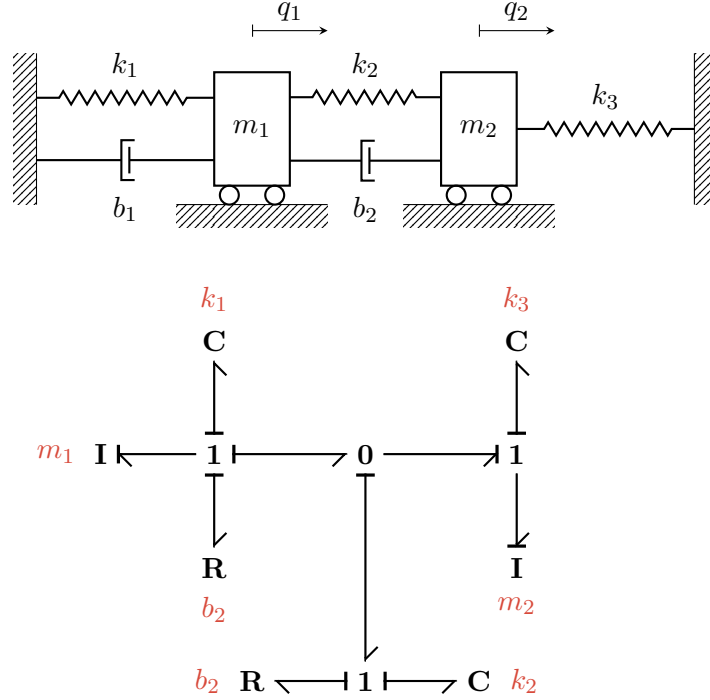 q₁ q₂
k₁ k₂ k₃
m₁ m₂
b₁ b₂
k₁ k₃
C C
m₁ I 1 0 1
R I
b₂ m₂
b₂ R 1 C k₂